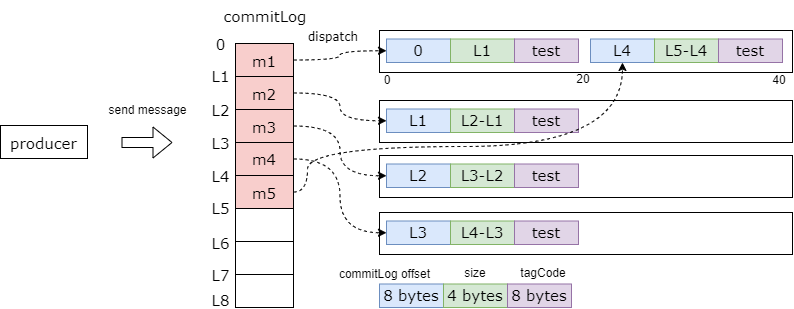 commitLog
0
dispatch
m1
0
L1
test
L4
L5-L4
test
0
20
40
L1
m2
send message
L2
L1
L2-L1
test
m3
producer
L3
m4
L2
L3-L2
test
L4
m5
L5
L3
L4-L3
test
L6
commitLog offset
size
tagCode
L7
8 bytes
4 bytes
8 bytes
L8